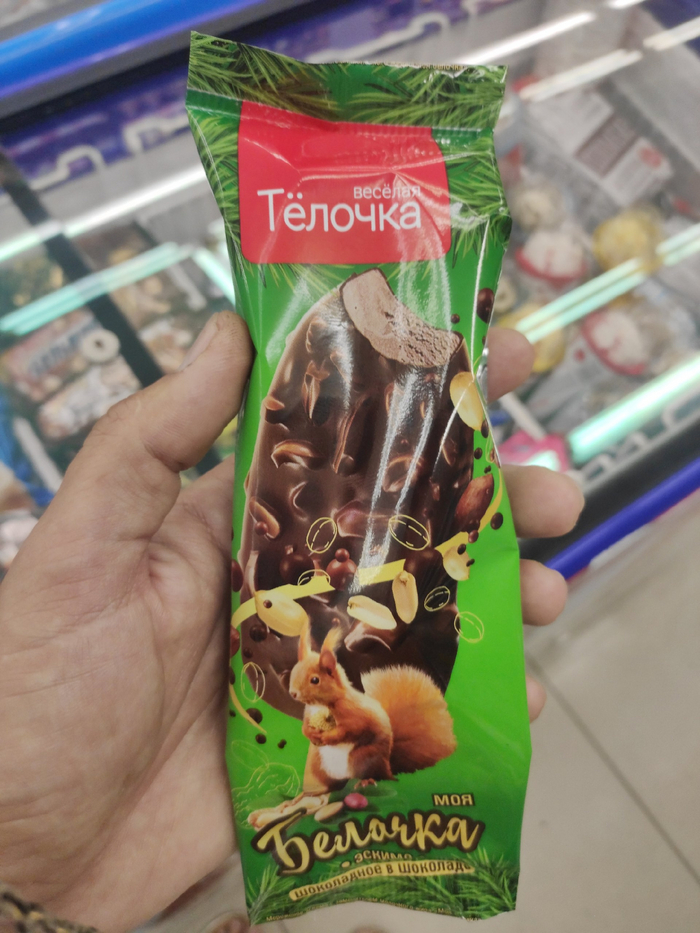 весёлая
Тёлочка
моя
Белочка
эскимо
шоколадное в шоколаде